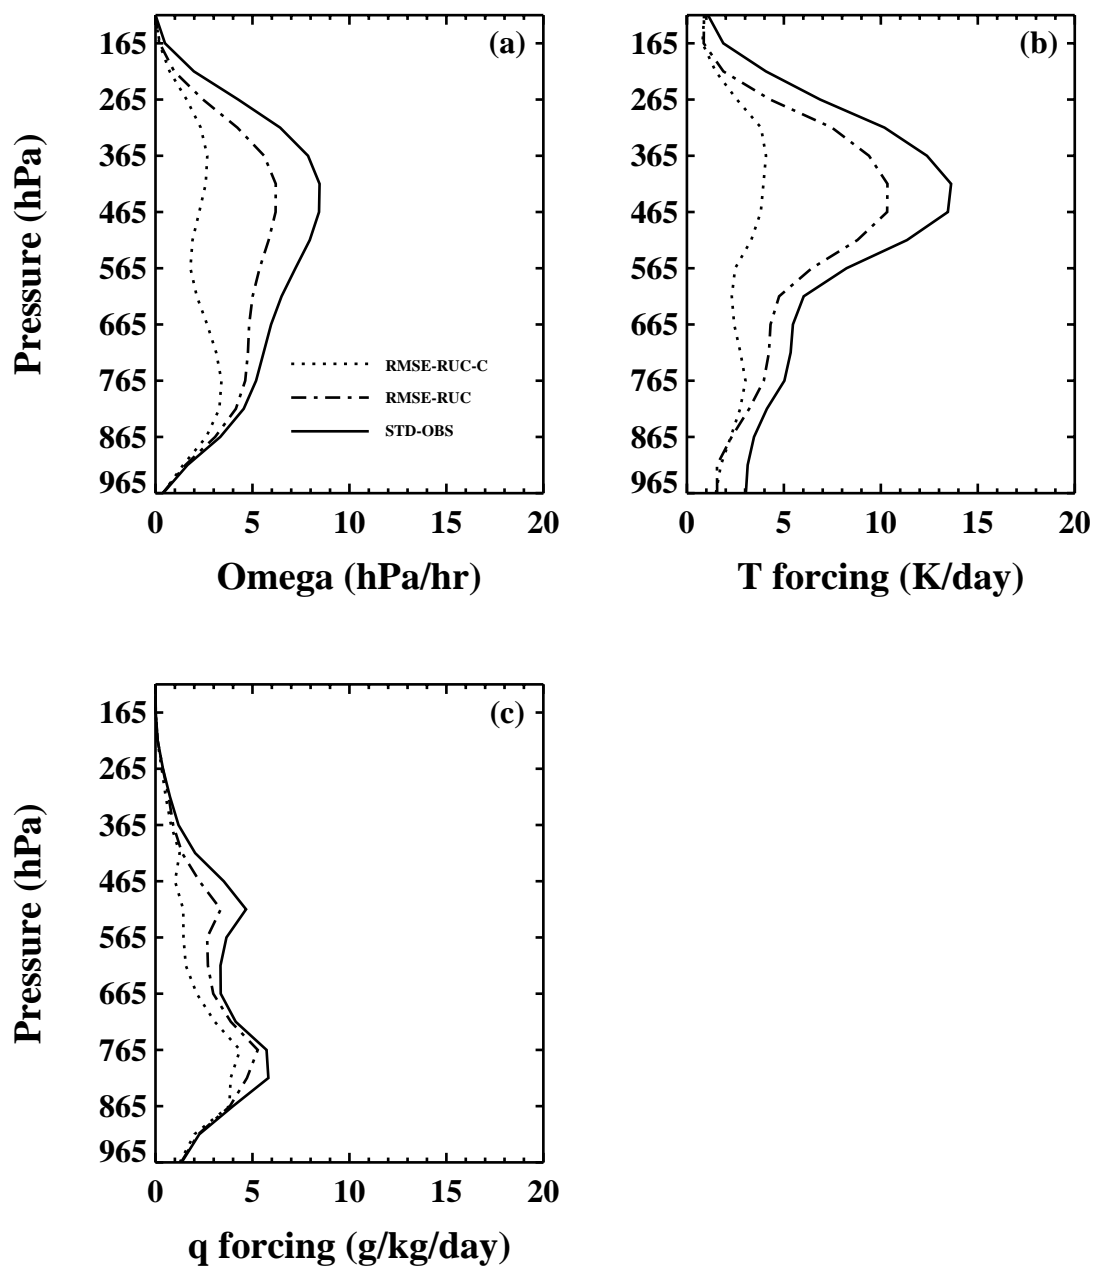 (a)
165
265
365
465
565
665
765
865
965
Pressure (hPa)
RMSE-RUC-C
RMSE-RUC
STD-OBS
0 5 10 15 20
Omega (hPa/hr)
(b)
165
265
365
465
565
665
765
865
965
0 5 10 15 20
T forcing (K/day)
(c)
165
265
365
465
565
665
765
865
965
Pressure (hPa)
0 5 10 15 20
q forcing (g/kg/day)